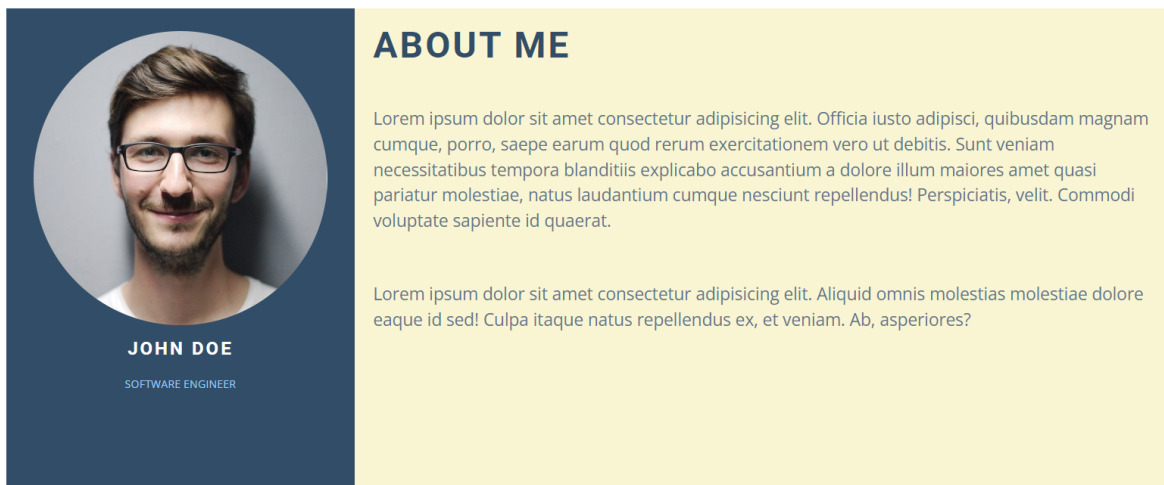 JOHN DOE
SOFTWARE ENGINEER
ABOUT ME
Lorem ipsum dolor sit amet consectetur adipisicing elit. Officia iusto adipisci, quibusdam magnam
cumque, porro, saepe earum quod rerum exercitationem vero ut debitis. Sunt veniam
necessitatibus tempora blanditiis explicabo accusantium a dolore illum maiores amet quasi
pariatur molestiae, natus laudantium cumque nesciunt repellendus! Perspiciatis, velit. Commodi
voluptate sapiente id quaerat.
Lorem ipsum dolor sit amet consectetur adipisicing elit. Aliquid omnis molestias molestiae dolore
eaque id sed! Culpa itaque natus repellendus ex, et veniam. Ab, asperiores?